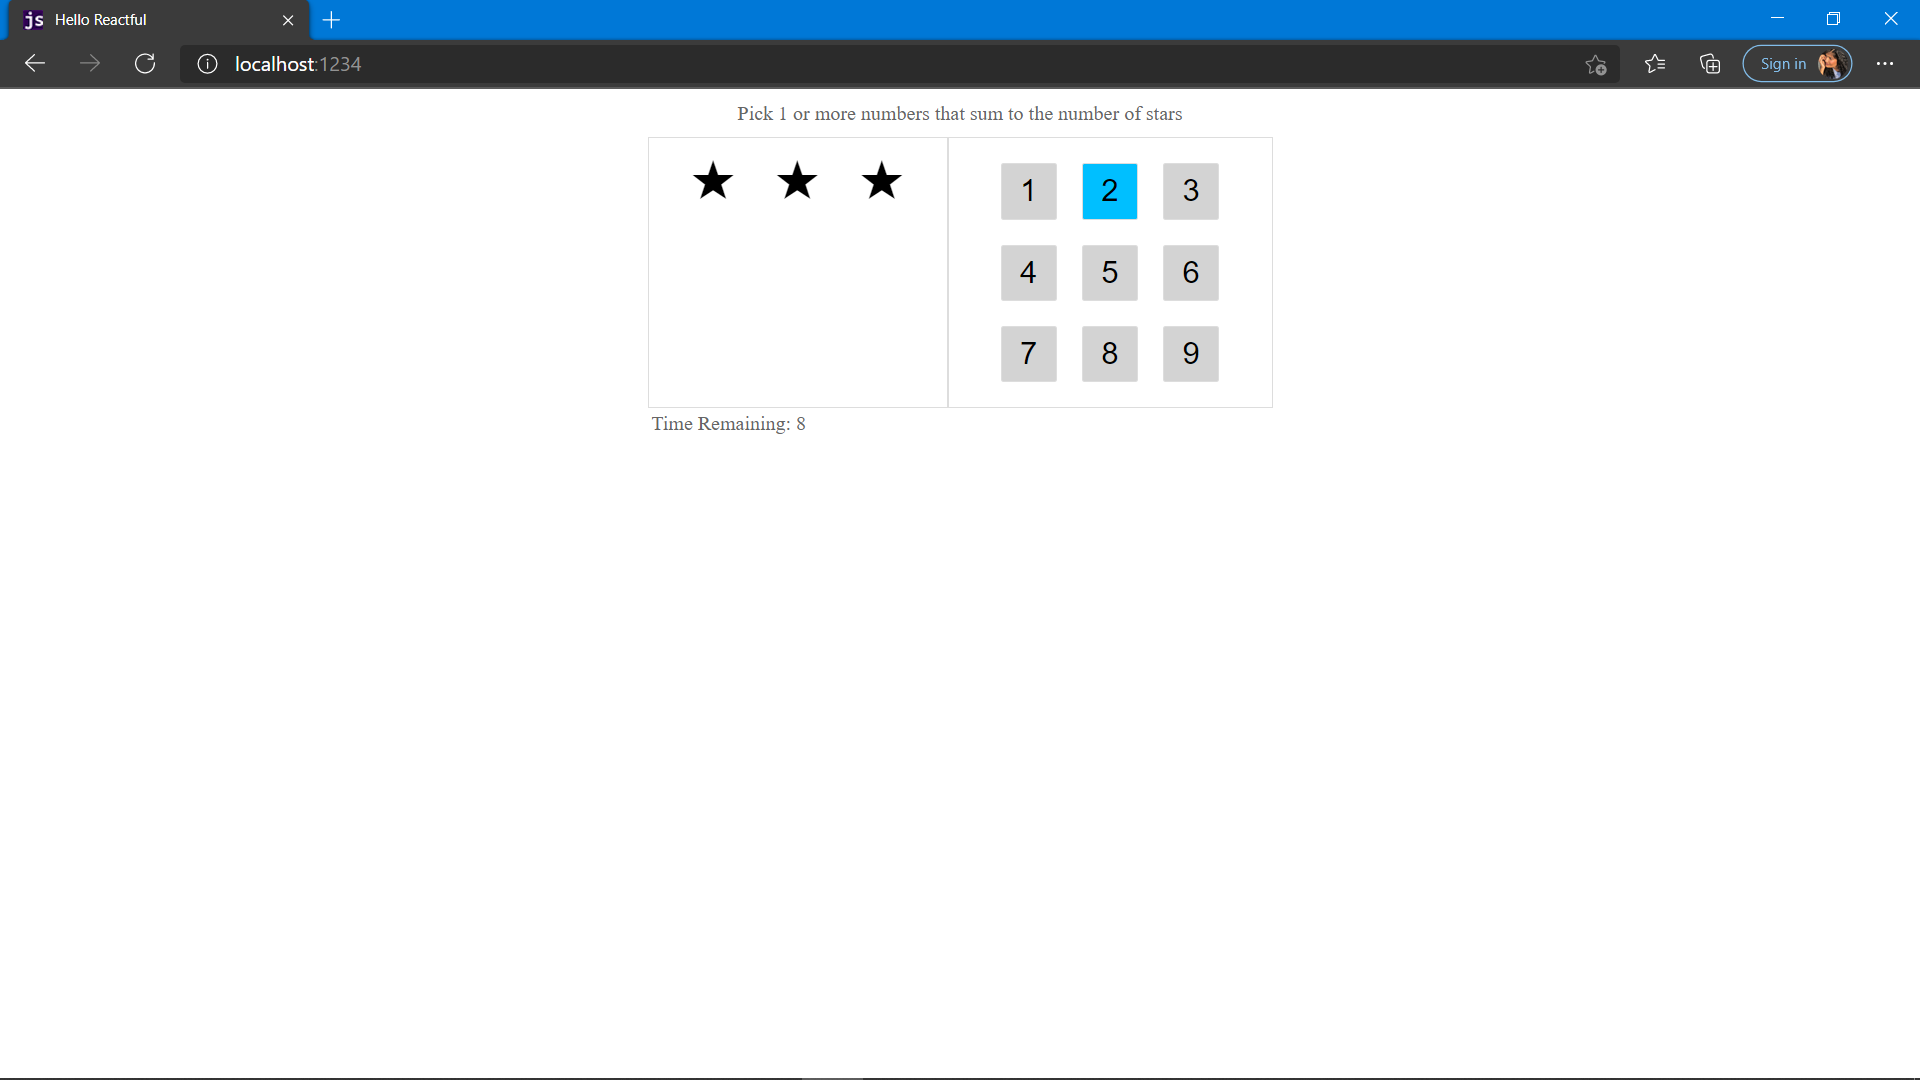 js Hello Reactful
localhost:1234
Sign in
Pick 1 or more numbers that sum to the number of stars
1 2 3
4 5 6
7 8 9
Time Remaining: 8